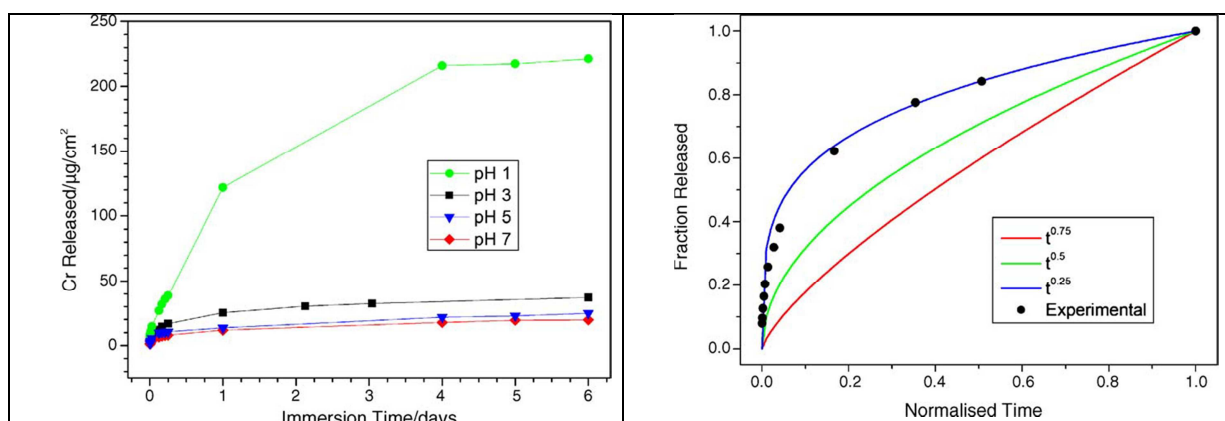 250
200
150
100
50
0
Cr Released/µg/cm²
pH 1
pH 3
pH 5
pH 7
0 1 2 3 4 5 6
Immersion Time/days
1.0
0.8
0.6
0.4
0.2
0.0
Fraction Released
t^0.75
t^0.5
t^0.25
Experimental
0.0 0.2 0.4 0.6 0.8 1.0
Normalised Time